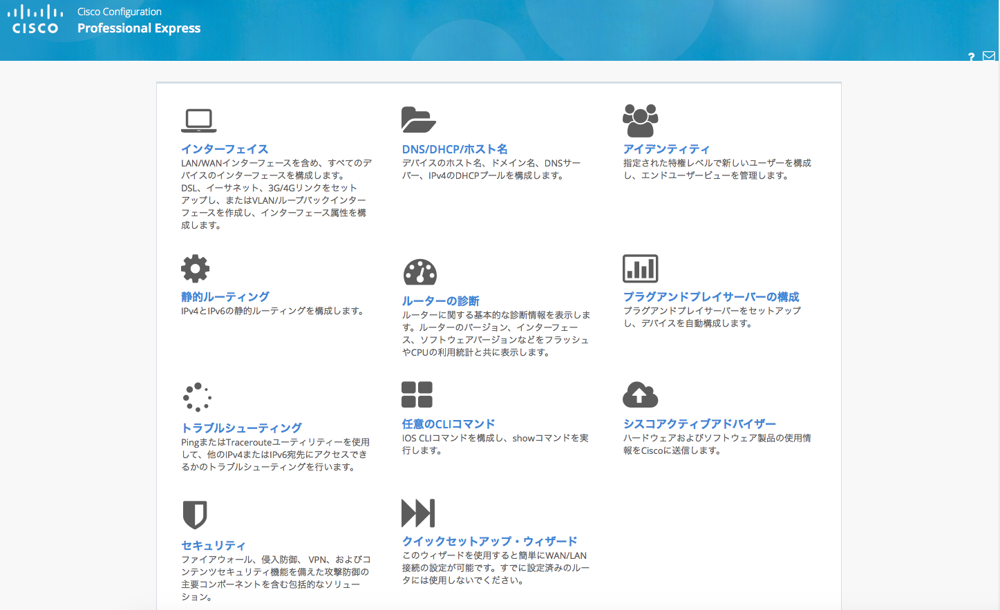 CISCO
Cisco Configuration
Professional Express
?
インターフェイス
LAN/WANインターフェースを含め、すべてのデ
バイスのインターフェースを構成します。
DSL、イーサネット、3G/4Gリンクをセット
アップし、またはVLAN/ループバックインター
フェースを作成し、インターフェース属性を構
成します。
DNS/DHCP/ホスト名
デバイスのホスト名、ドメイン名、DNSサー
バー、IPv4のDHCPプールを構成します。
アイデンティティ
指定された特権レベルで新しいユーザーを構成
し、エンドユーザービューを管理します。
静的ルーティング
IPv4とIPv6の静的ルーティングを構成します。
ルーターの診断
ルーターに関する基本的な診断情報を表示しま
す。ルーターのバージョン、インターフェー
ス、ソフトウェアバージョンなどをフラッシュ
やCPUの利用統計と共に表示します。
プラグアンドプレイサーバーの構成
プラグアンドプレイサーバーをセットアップ
し、デバイスを自動構成します。
トラブルシューティング
PingまたはTracerouteユーティリティーを使用
して、他のIPv4またはIPv6宛先にアクセスでき
るかのトラブルシューティングを行います。
任意のCLIコマンド
IOS CLIコマンドを構成し、showコマンドを実
行します。
シスコアクティブアドバイザー
ハードウェアおよびソフトウェア製品の使用情
報をCiscoに送信します。
セキュリティ
ファイアウォール、侵入防御、 VPN、およびコ
ンテンツセキュリティ機能を備えた攻撃防御の
主要コンポーネントを含む包括的なソリュー
ション。
クイックセットアップ・ウィザード
このウィザードを使用すると簡単にWAN/LAN
接続の設定が可能です。すでに設定済みのルー
タには使用しないでください。